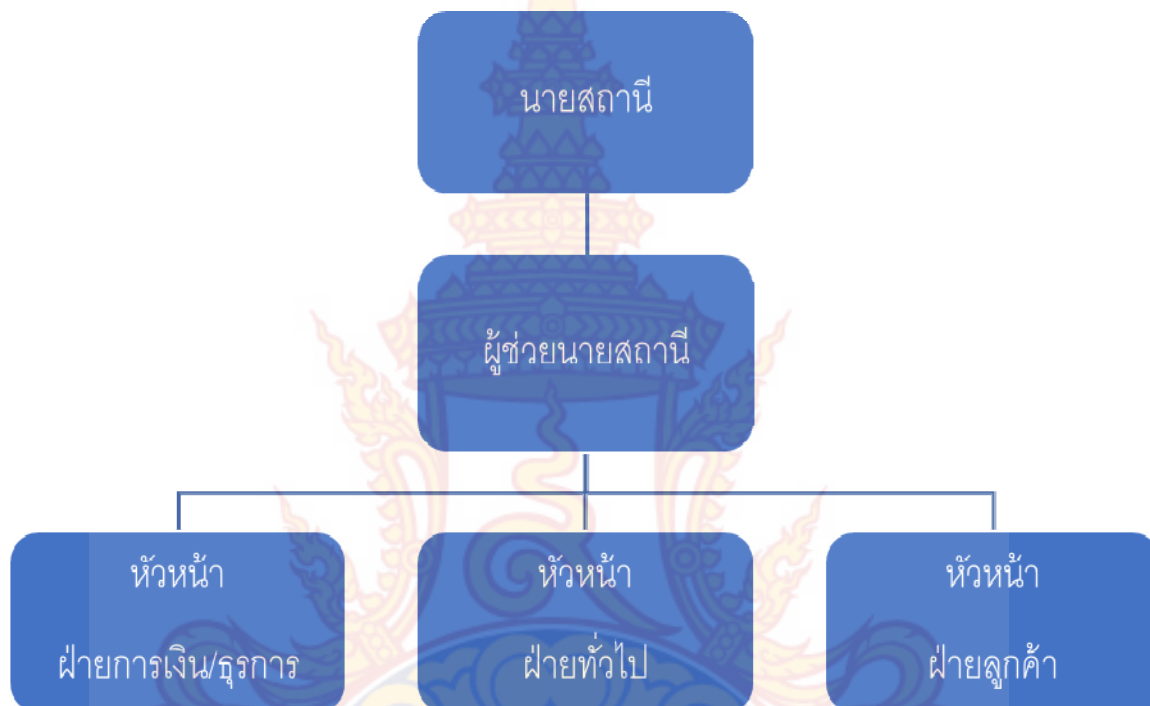 นายสถานี
ผู้ช่วยนายสถานี
หัวหน้า
ฝ่ายการเงิน/ธุรการ
หัวหน้า
ฝ่ายทั่วไป
หัวหน้า
ฝ่ายลูกค้า